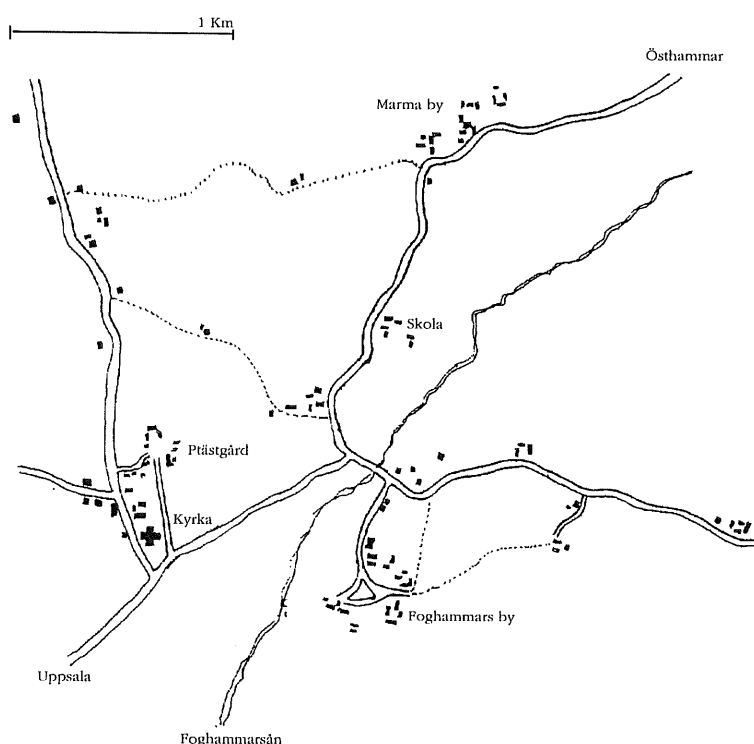 1 Km
Östhammar
Marma by
Skola
Ptästgård
Kyrka
Foghammars by
Uppsala
Foghammarsån